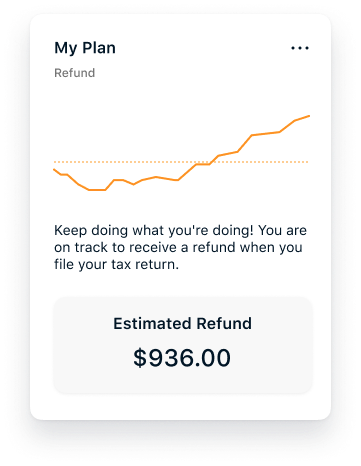 My Plan
Refund
Keep doing what you're doing! You are
on track to receive a refund when you
file your tax return.
Estimated Refund
$936.00